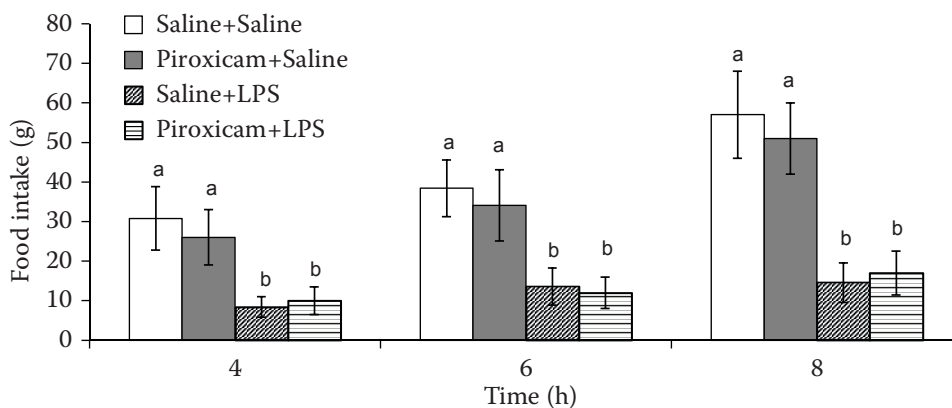 Food intake (g)
80
70
60
50
40
30
20
10
0
Saline+Saline
Piroxicam+Saline
Saline+LPS
Piroxicam+LPS
a
a
b
b
a
a
b
b
a
a
b
b
4
6
8
Time (h)